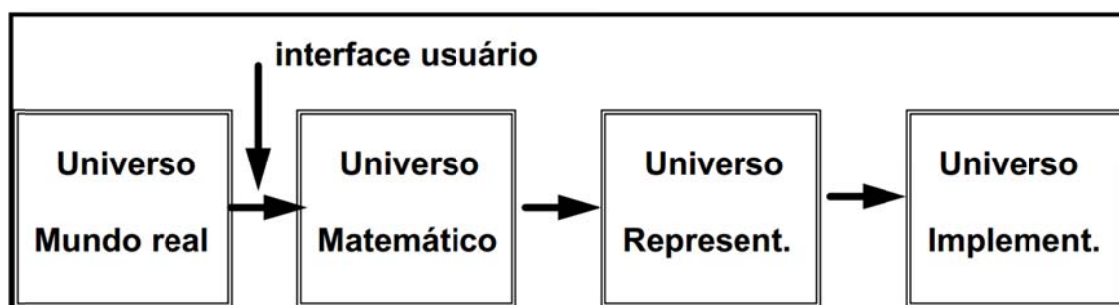 interface usuário
Universo
Mundo real
Universo
Matemático
Universo
Represent.
Universo
Implement.